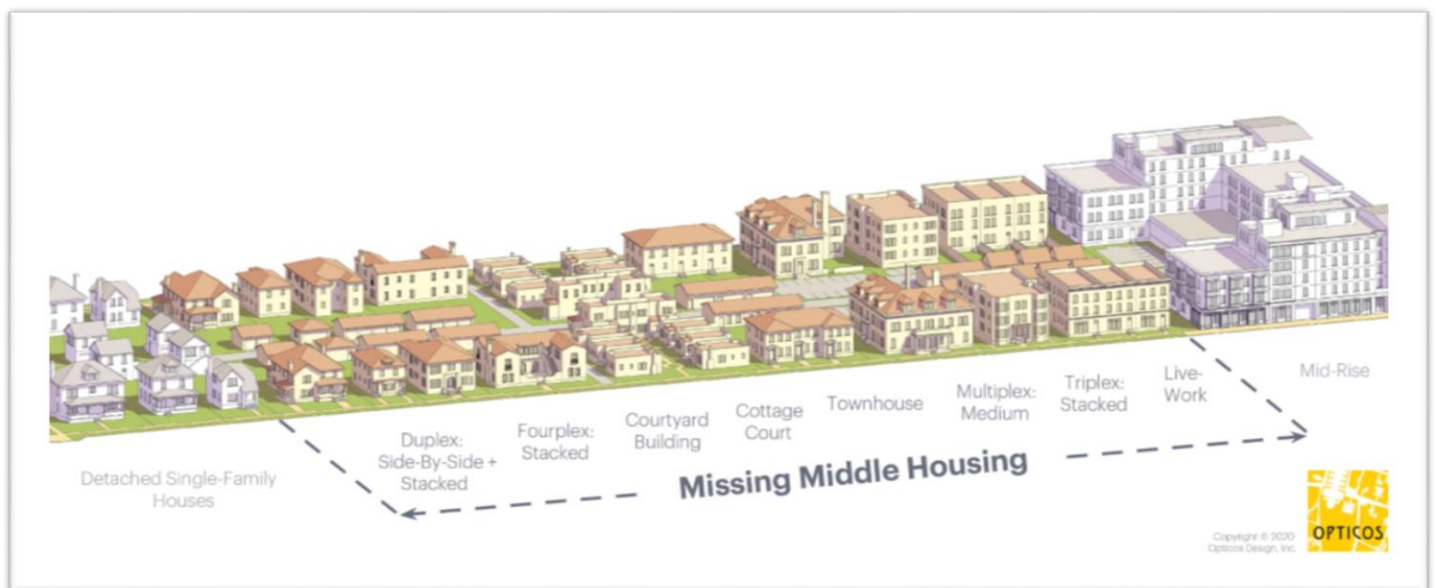 Detached Single-Family
Houses
Duplex:
Side-By-Side +
Stacked
Fourplex:
Stacked
Courtyard
Building
Cottage
Court
Townhouse
Multiplex:
Medium
Triplex:
Stacked
Live-
Work
Mid-Rise
Missing Middle Housing
OPTICOS
Copyright © 2020
Opticos Design, Inc.